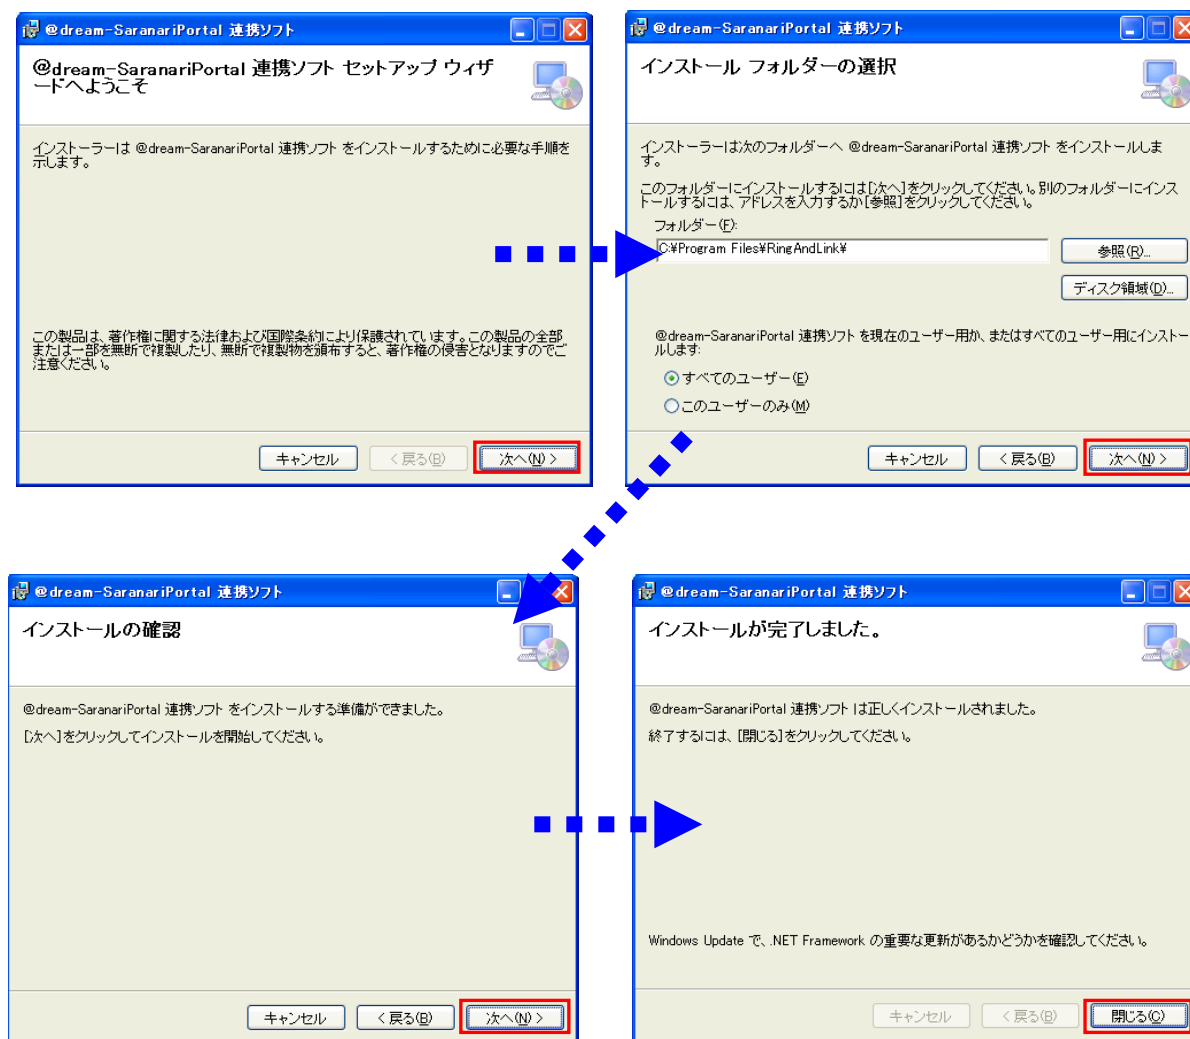 @dream-SaranariPortal 連携ソフト
@dream-SaranariPortal 連携ソフト セットアップ ウィザ
ードへようこそ
インストーラーは @dream-SaranariPortal 連携ソフト をインストールするために必要な手順を
示します。
この製品は、著作権に関する法律および国際条約により保護されています。この製品の全部
または一部を無断で複製したり、無断で複製物を頒布すると、著作権の侵害となりますのでご
注意ください。
キャンセル
< 戻る(B)
次へ(N) >
@dream-SaranariPortal 連携ソフト
インストール フォルダーの選択
インストーラーは次のフォルダーへ @dream-SaranariPortal 連携ソフト をインストールしま
す。
このフォルダーにインストールするには[次へ]をクリックしてください。別のフォルダーにインス
トールするには、アドレスを入力するか[参照]をクリックしてください。
フォルダー(F):
C:¥Program Files¥RingAndLink¥
参照(R)...
ディスク領域(D)...
@dream-SaranariPortal 連携ソフト を現在のユーザー用か、またはすべてのユーザー用にインストー
ルします:
すべてのユーザー(E)
このユーザーのみ(M)
キャンセル
< 戻る(B)
次へ(N) >
@dream-SaranariPortal 連携ソフト
インストールの確認
@dream-SaranariPortal 連携ソフト をインストールする準備ができました。
[次へ]をクリックしてインストールを開始してください。
キャンセル
< 戻る(B)
次へ(N) >
@dream-SaranariPortal 連携ソフト
インストールが完了しました。
@dream-SaranariPortal 連携ソフト は正しくインストールされました。
終了するには、[閉じる]をクリックしてください。
Windows Update で、.NET Framework の重要な更新があるかどうかを確認してください。
キャンセル
< 戻る(B)
閉じる(C)